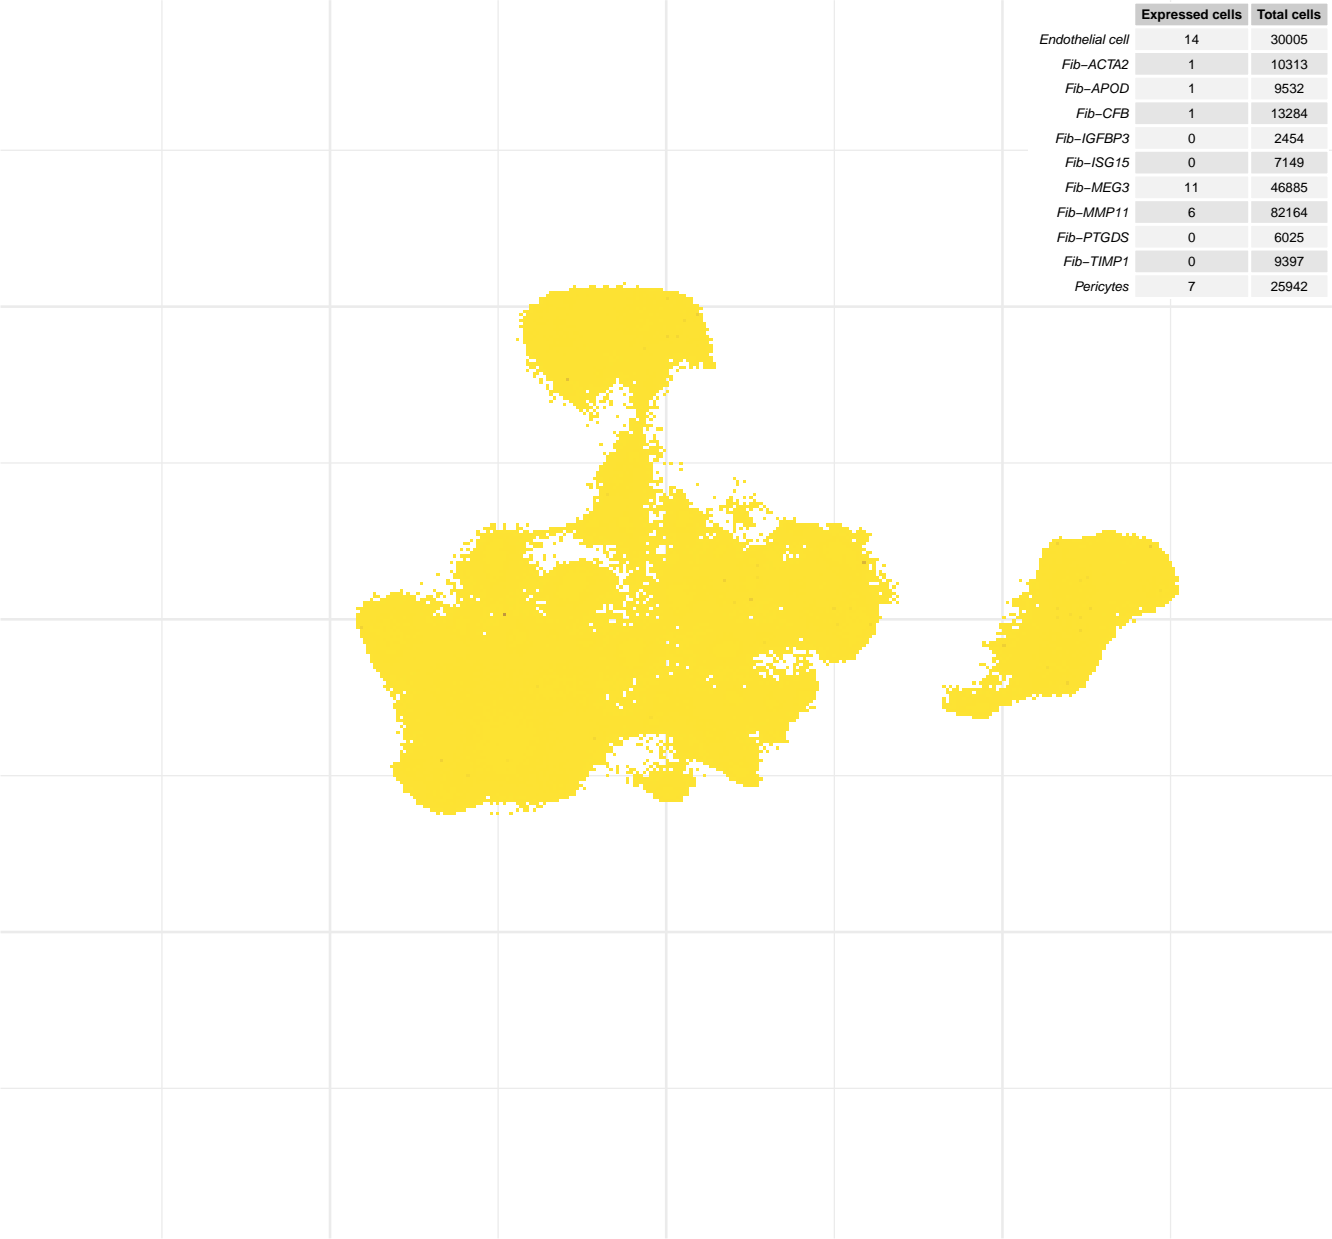 Expressed cells Total cells
Endothelial cell 14 30005
Fib−ACTA2 1 10313
Fib−APOD 1 9532
Fib−CFB 1 13284
Fib−IGFBP3 0 2454
Fib−ISG15 0 7149
Fib−MEG3 11 46885
Fib−MMP11 6 82164
Fib−PTGDS 0 6025
Fib−TIMP1 0 9397
Pericytes 7 25942